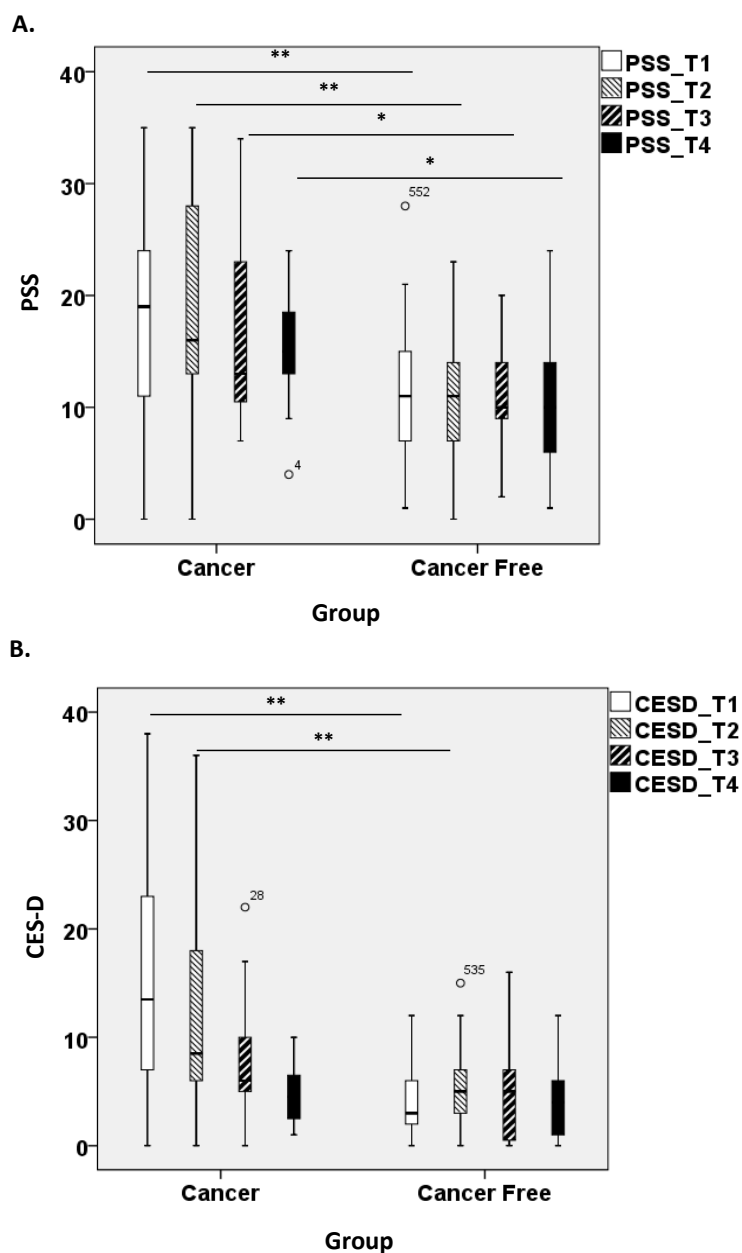 A.
**
**
*
*
40
30
20
10
0
PSS
552
4
PSS_T1
PSS_T2
PSS_T3
PSS_T4
Cancer
Cancer Free
Group
B.
**
**
40
30
20
10
0
CES-D
28
535
CESD_T1
CESD_T2
CESD_T3
CESD_T4
Cancer
Cancer Free
Group